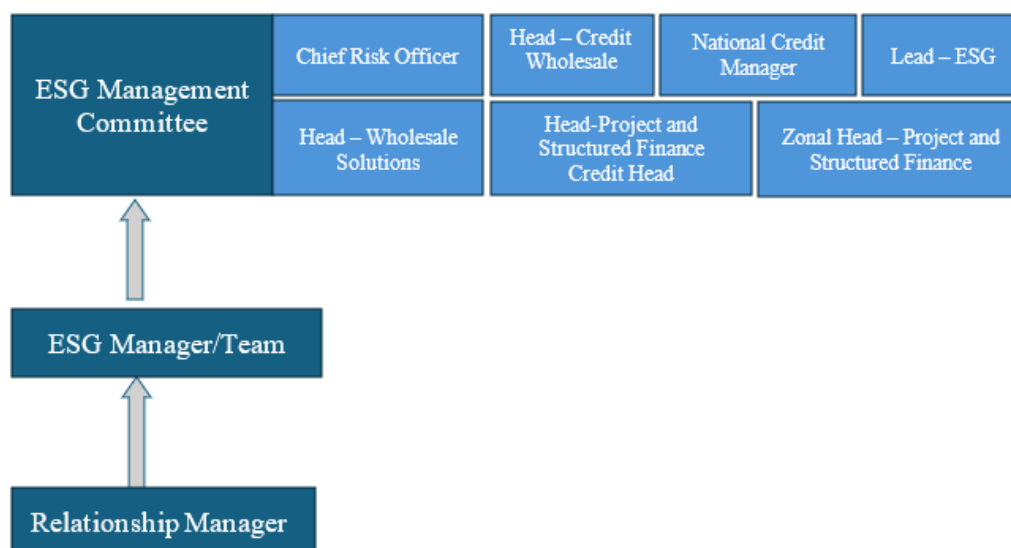 ESG Management
Committee
Chief Risk Officer
Head – Credit
Wholesale
National Credit
Manager
Lead – ESG
Head – Wholesale
Solutions
Head-Project and
Structured Finance
Credit Head
Zonal Head – Project and
Structured Finance
ESG Manager/Team
Relationship Manager